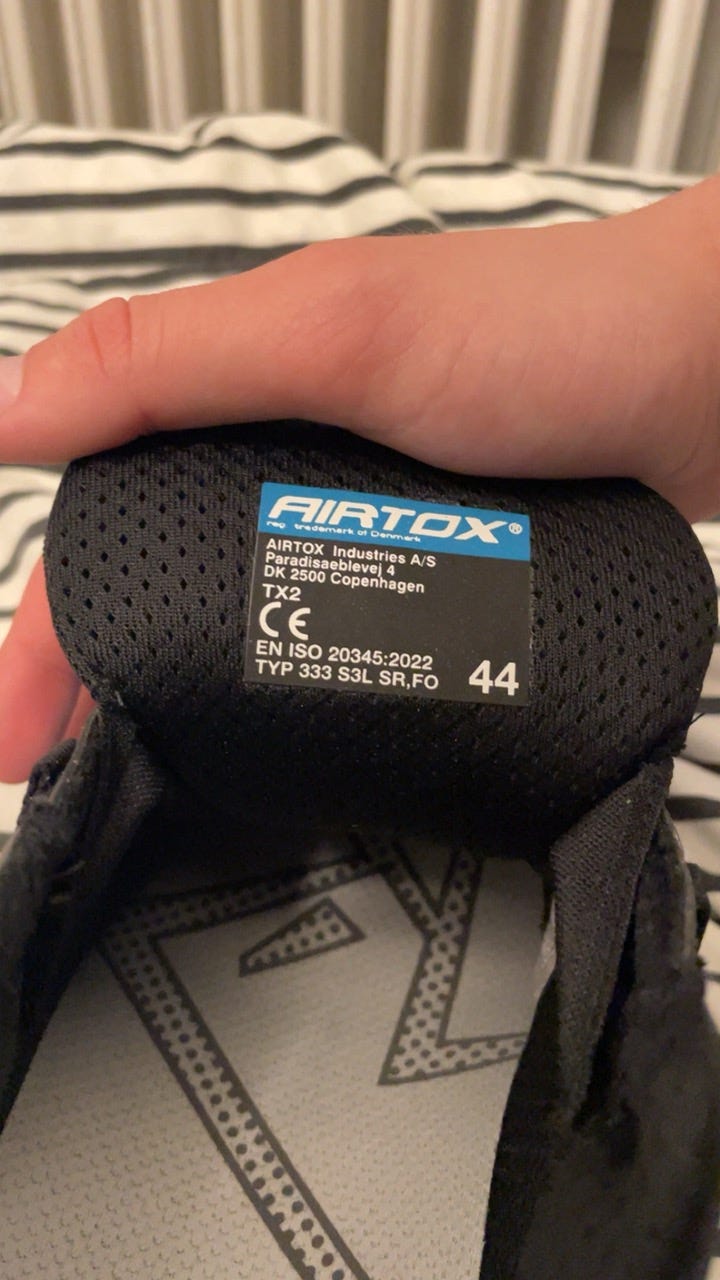 AIRTOX®
reg. trademark of Denmark
AIRTOX Industries A/S
Paradisaeblevej 4
DK 2500 Copenhagen
TX2
CE
EN ISO 20345:2022
TYP 333 S3L SR,FO 44